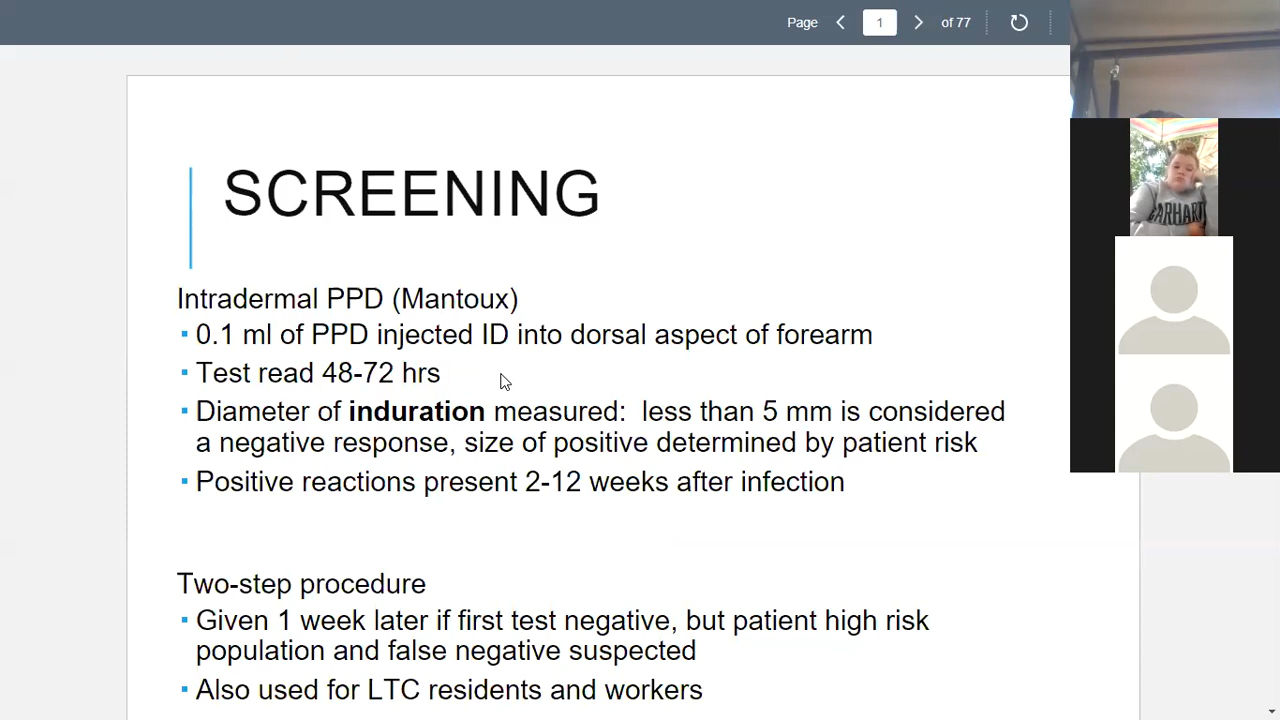 Page 1 of 77
SCREENING
Intradermal PPD (Mantoux)
▪ 0.1 ml of PPD injected ID into dorsal aspect of forearm
▪ Test read 48-72 hrs
▪ Diameter of induration measured:  less than 5 mm is considered
a negative response, size of positive determined by patient risk
▪ Positive reactions present 2-12 weeks after infection
Two-step procedure
▪ Given 1 week later if first test negative, but patient high risk
population and false negative suspected
▪ Also used for LTC residents and workers